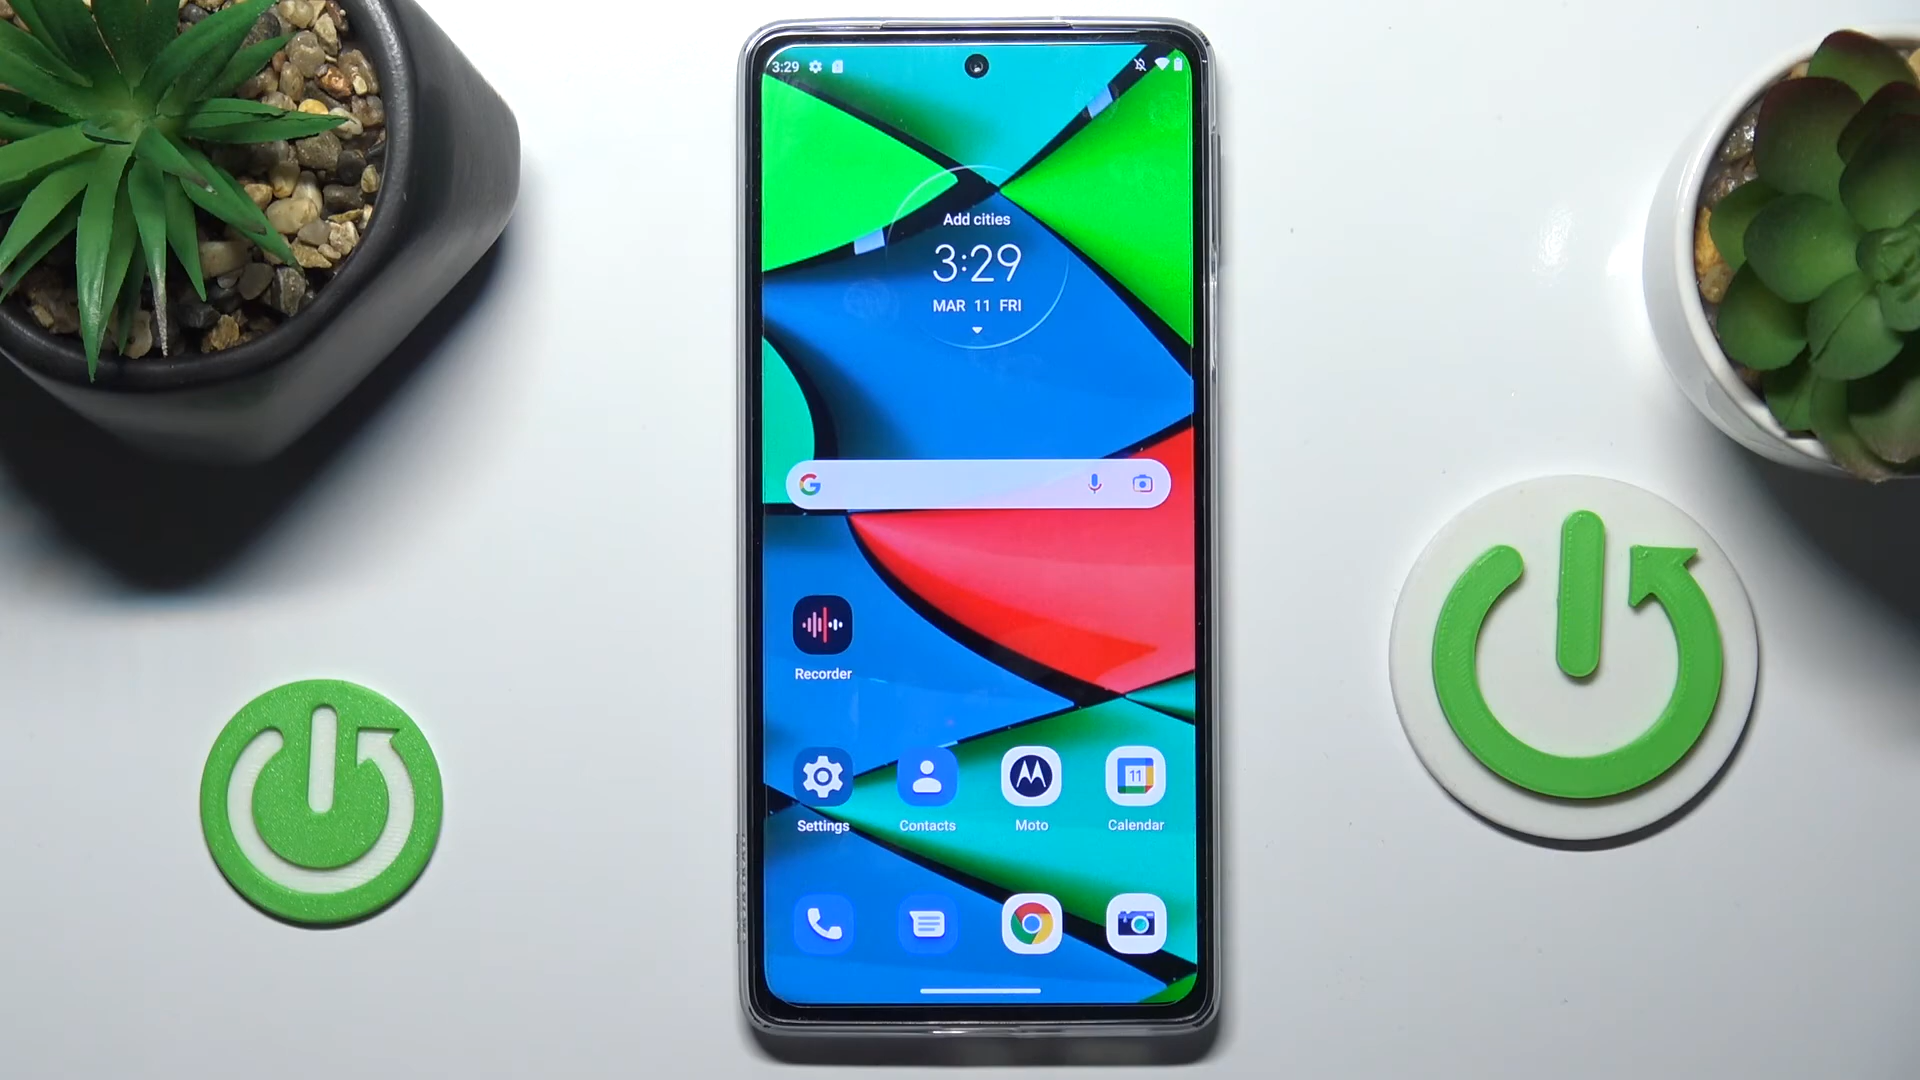 3:29
Add cities
3:29
MAR 11 FRI
Recorder
Settings
Contacts
Moto
Calendar
11